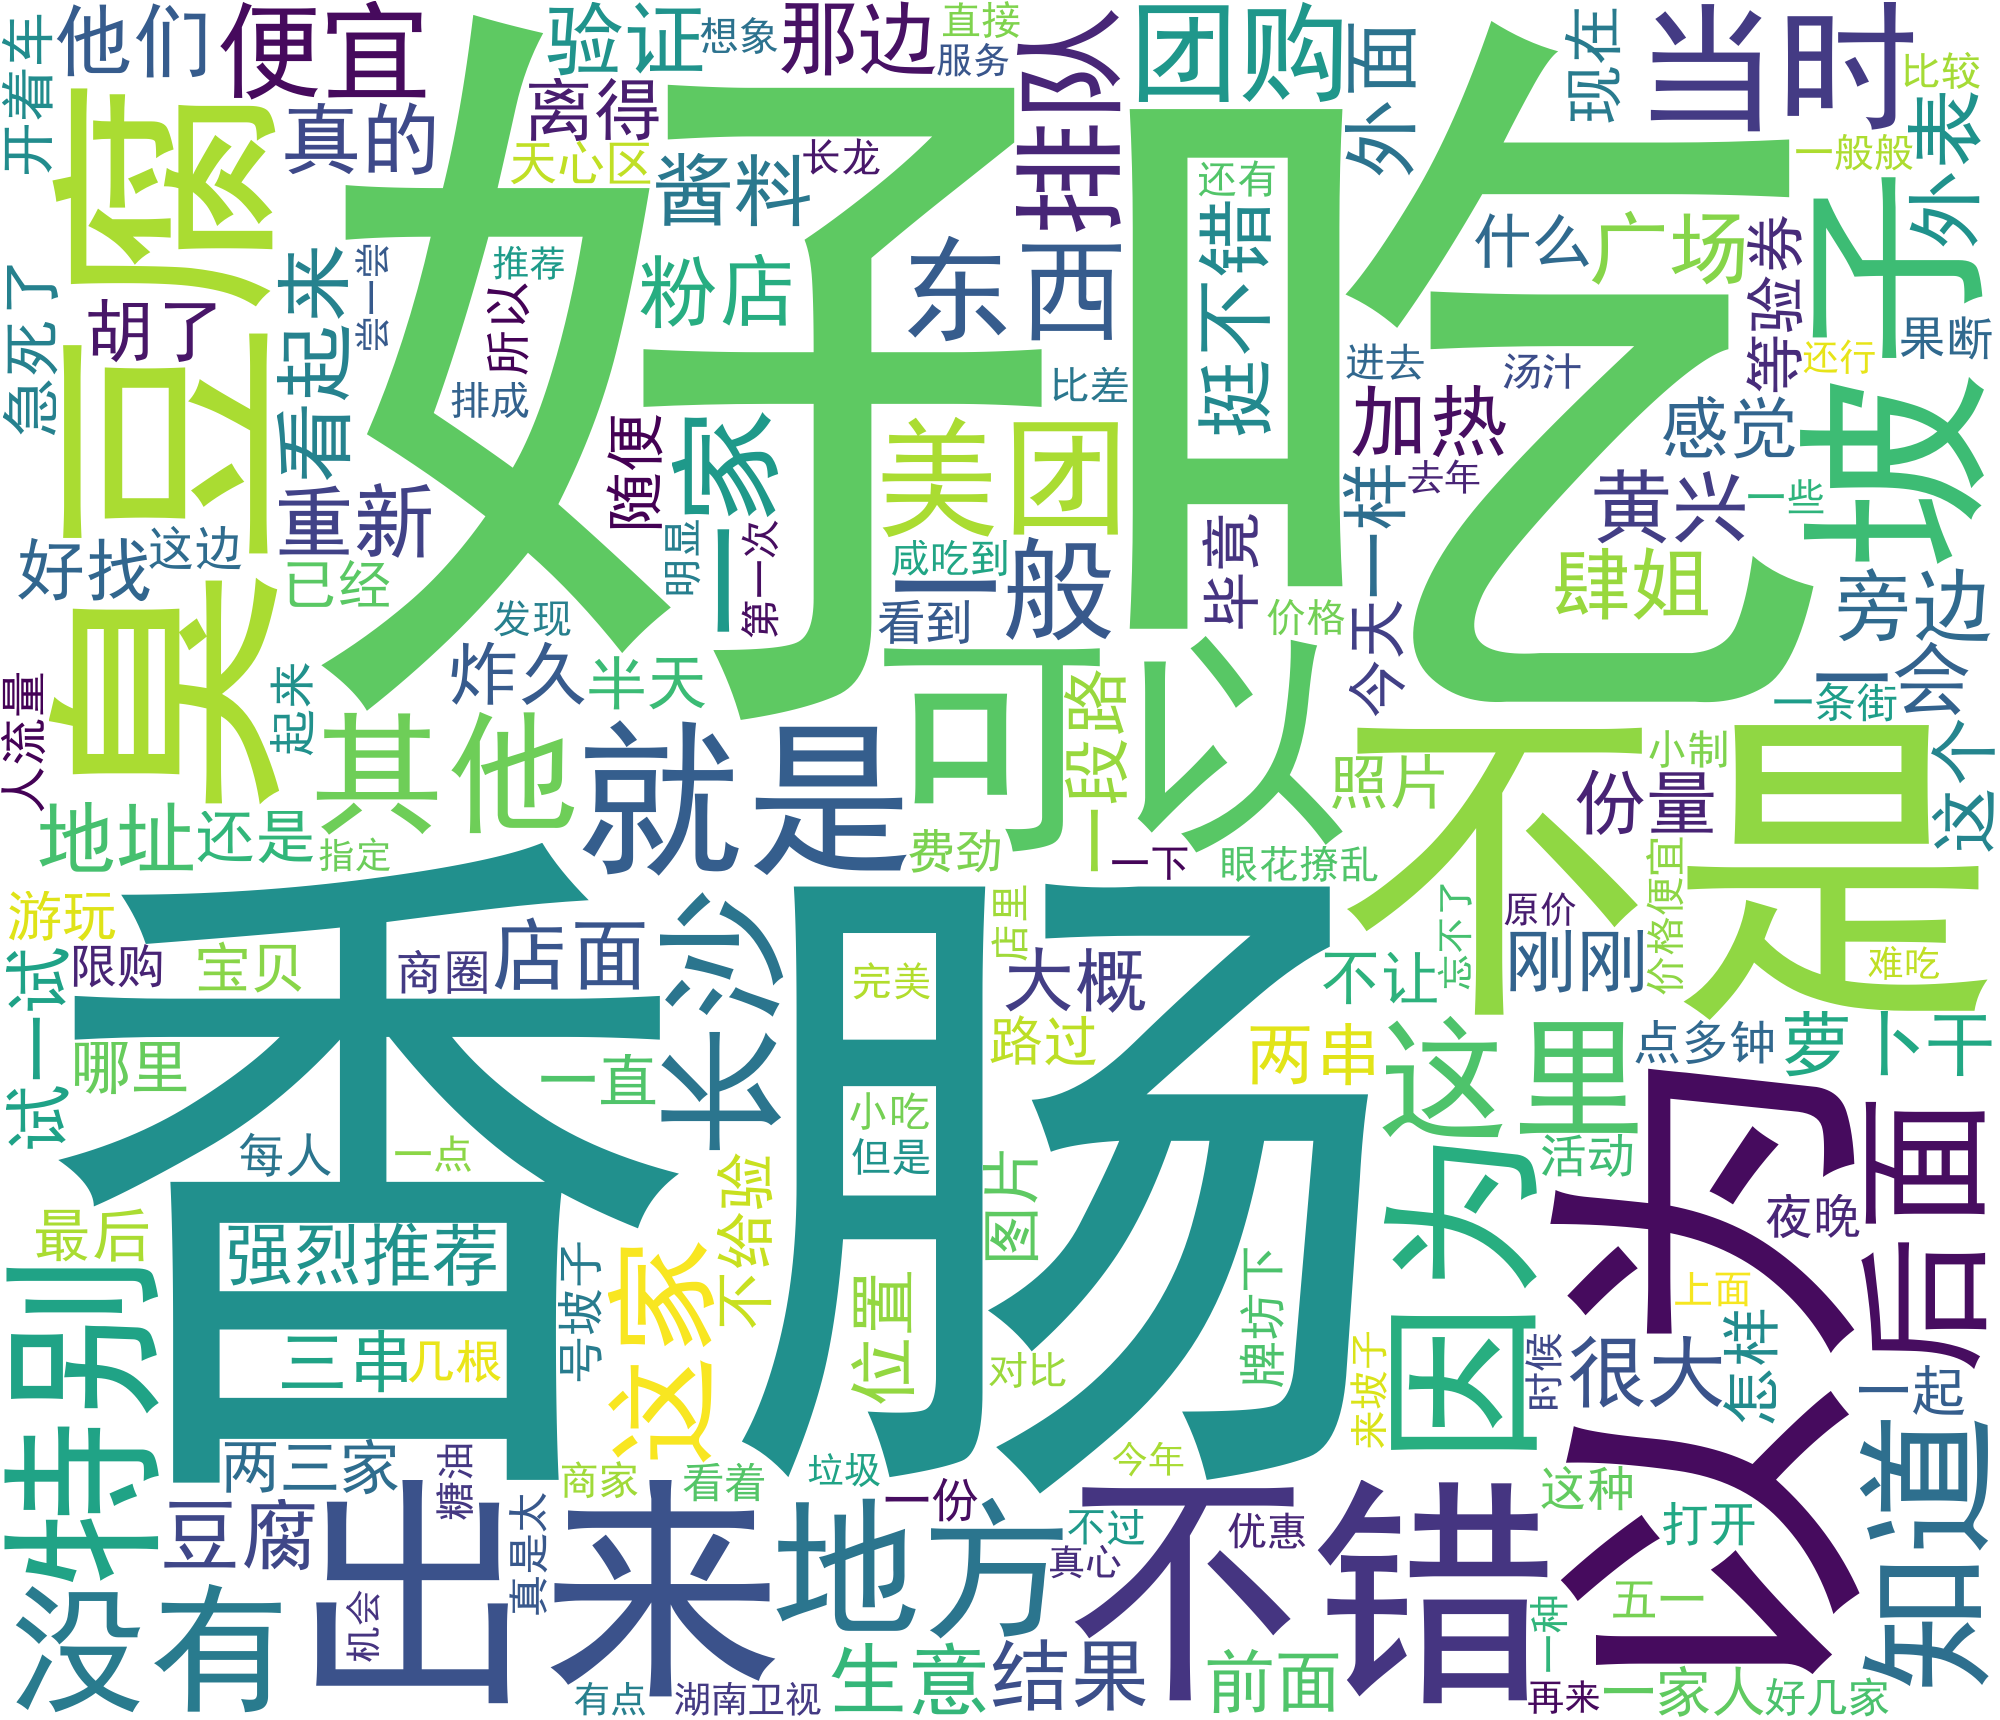 好吃
香肠
臭豆腐
可以
不是
以为
不错
出来
就是
坡子
当时
他们
便宜
验证
想象
那边
直接
服务
排队
团购
外面
现在
比较
外表
开着车
真的
离得
天心区
酱料
长龙
还有
一般般
挺不错
什么
广场
等验券
果断
还行
急死了
胡了
看起来
尝一尝
推荐
所以
排成
粉店
东西
比差
进去
汤汁
加热
感觉
一家
随便
美团
去年
一样
重新
明显
第一次
咸吃到
一般
毕竟
黄兴
一些
肆姐
旁边
好找
这边
已经
发现
看到
价格
今天
一会
一条街
这个
炸久
半天
起来
人流量
其他
一段路
照片
小制
份量
地址
还是
指定
费劲
一下
眼花撩乱
价格便宜
原价
忘不了
刚刚
难吃
游玩
限购
宝贝
商圈
店面
长沙
店里
完美
大概
不让
试一试
哪里
一直
路过
两串
这里
点多钟
萝卜干
小吃
但是
每人
一点
不给验
图片
因为
活动
夜晚
后面
最后
强烈推荐
号坡子
这家
位置
牌坊下
上面
三串
几根
对比
来坡子
时候
很大
怎样
一起
特别
两三家
糖油
商家
看着
垃圾
今年
知道
豆腐
真是太
一份
地方
不过
真心
优惠
这种
打开
没有
机会
五一
一种
有点
湖南卫视
生意
结果
前面
再来
一家人
好几家